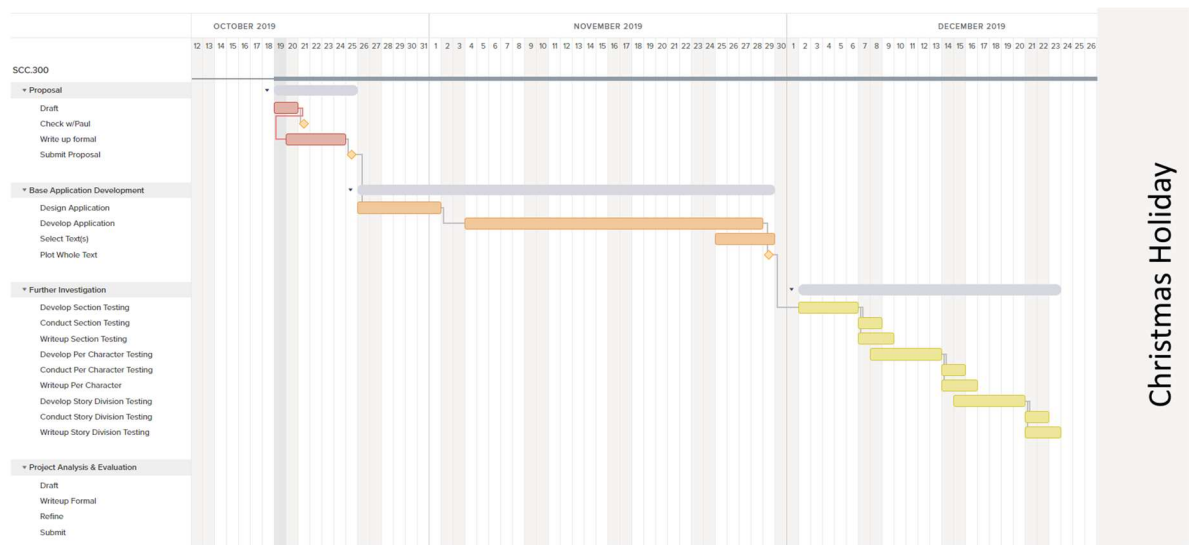 OCTOBER 2019 NOVEMBER 2019 DECEMBER 2019
12 13 14 15 16 17 18 19 20 21 22 23 24 25 26 27 28 29 30 31 1 2 3 4 5 6 7 8 9 10 11 12 13 14 15 16 17 18 19 20 21 22 23 24 25 26 27 28 29 30 1 2 3 4 5 6 7 8 9 10 11 12 13 14 15 16 17 18 19 20 21 22 23 24 25 26
SCC.300
Proposal
Draft
Check w/Paul
Write up formal
Submit Proposal
Base Application Development
Design Application
Develop Application
Select Text(s)
Plot Whole Text
Further Investigation
Develop Section Testing
Conduct Section Testing
Writeup Section Testing
Develop Per Character Testing
Conduct Per Character Testing
Writeup Per Character
Develop Story Division Testing
Conduct Story Division Testing
Writeup Story Division Testing
Project Analysis & Evaluation
Draft
Writeup Formal
Refine
Submit
Christmas Holiday